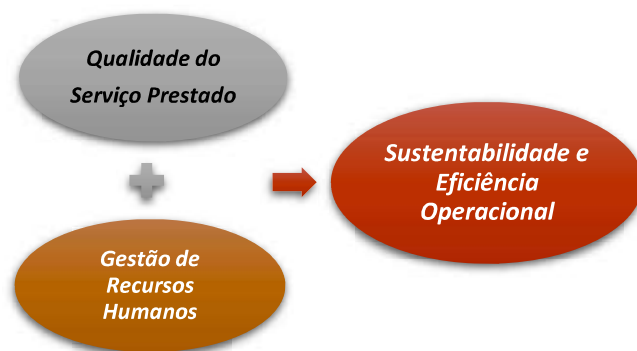 Qualidade do
Serviço Prestado
Gestão de
Recursos
Humanos
Sustentabilidade e
Eficiência
Operacional